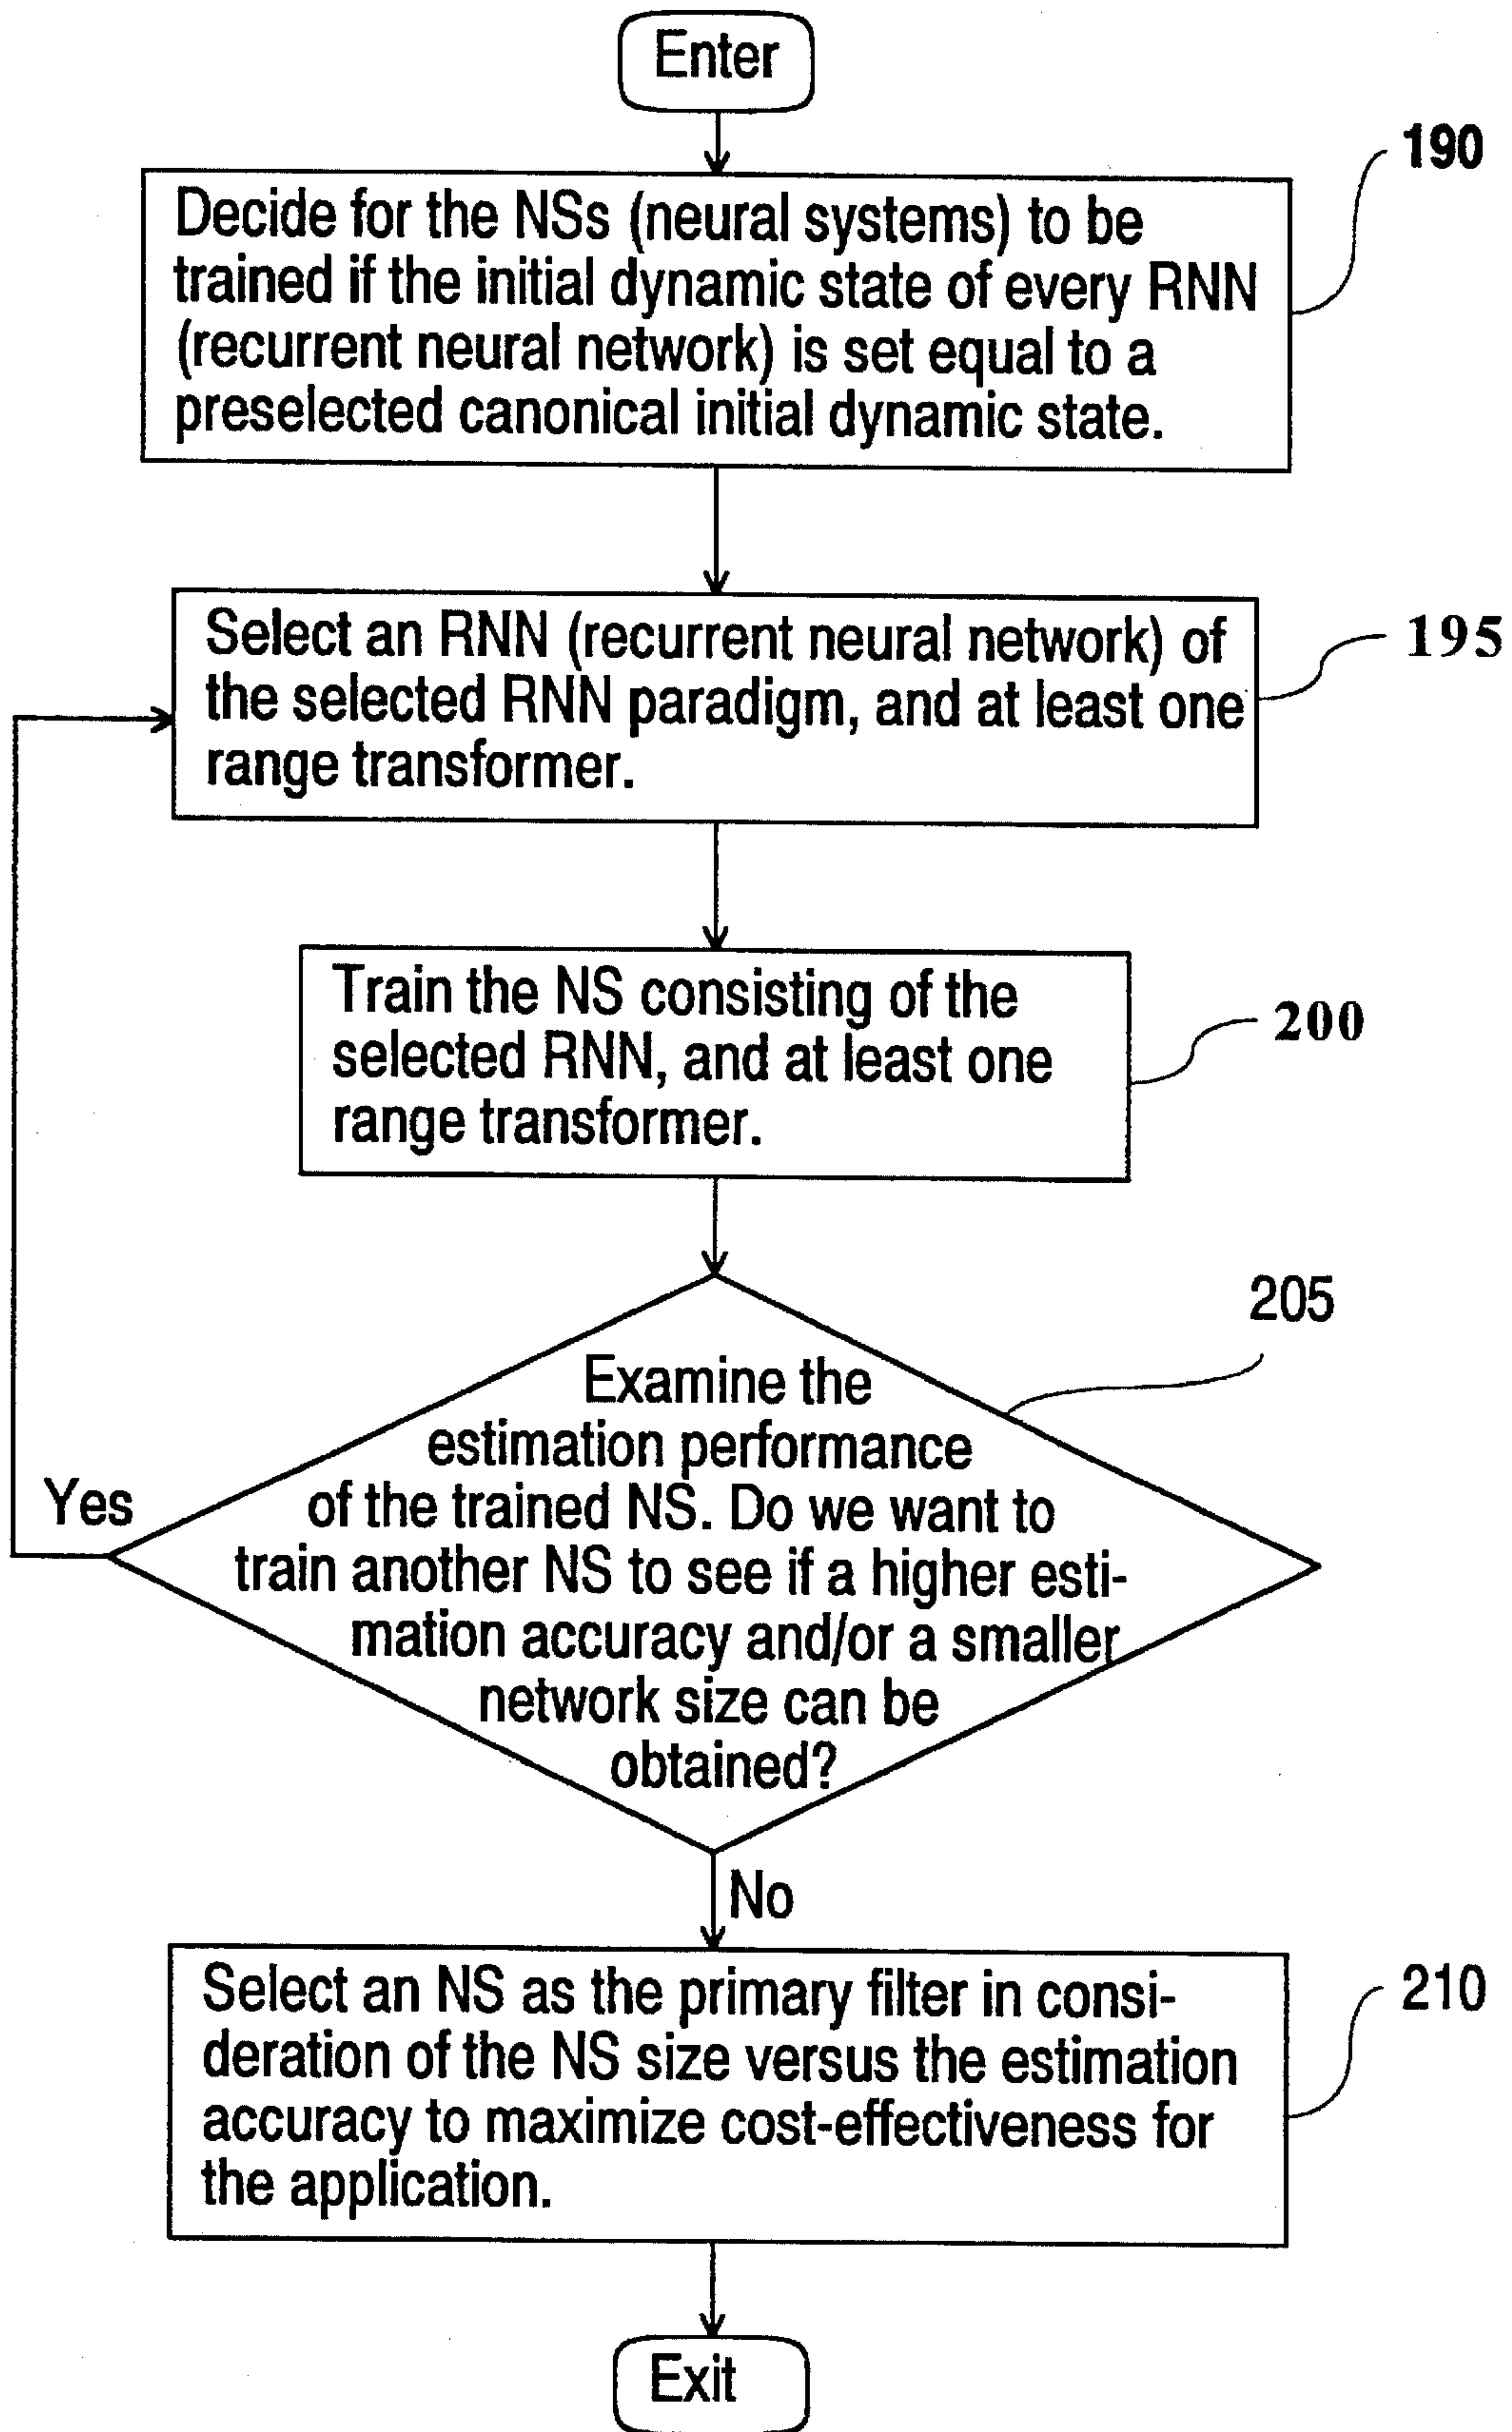 Enter
190
Decide for the NSs (neural systems) to be
trained if the initial dynamic state of every RNN
(recurrent neural network) is set equal to a
preselected canonical initial dynamic state.
195
Select an RNN (recurrent neural network) of
the selected RNN paradigm, and at least one
range transformer.
200
Train the NS consisting of the
selected RNN, and at least one
range transformer.
205
Examine the
estimation performance
of the trained NS. Do we want to
train another NS to see if a higher esti-
mation accuracy and/or a smaller
network size can be
obtained?
Yes
No
210
Select an NS as the primary filter in consi-
deration of the NS size versus the estimation
accuracy to maximize cost-effectiveness for
the application.
Exit